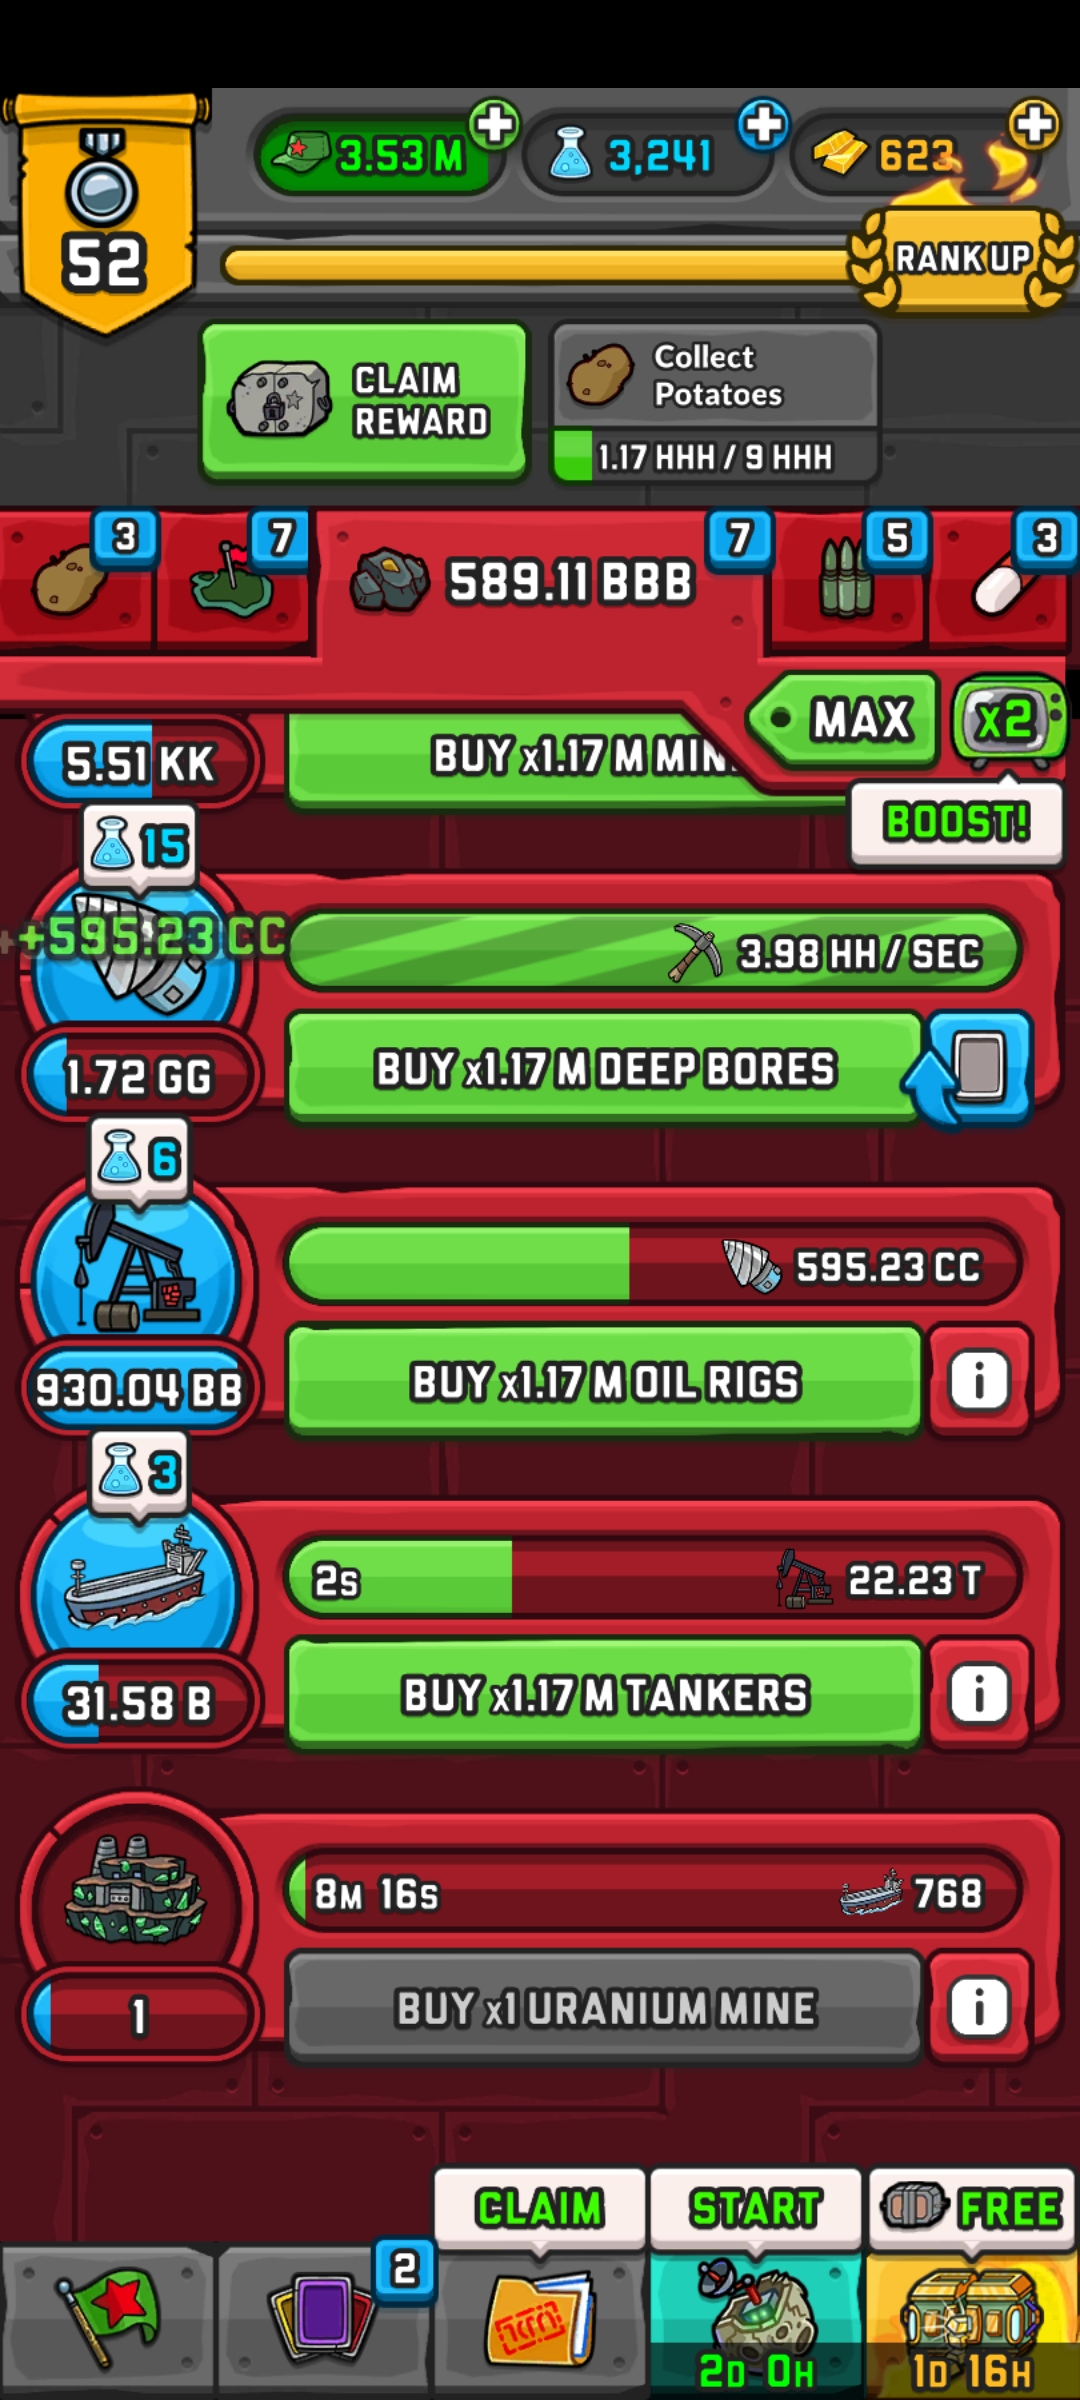 3.53 M
3,241
623
52
RANK UP
CLAIM
REWARD
Collect
Potatoes
1.17 HHH / 9 HHH
3
7
589.11 BBB
7
5
3
MAX
x2
5.51 KK
BUY x1.17 M MIN
BOOST!
15
+595.23 CC
3.98 HH / SEC
1.72 GG
BUY x1.17 M DEEP BORES
6
595.23 CC
930.04 BB
BUY x1.17 M OIL RIGS
i
3
2s
22.23 T
31.58 B
BUY x1.17 M TANKERS
i
8M 16s
768
1
BUY x1 URANIUM MINE
i
CLAIM
START
FREE
2
2D 0H
1D 16H